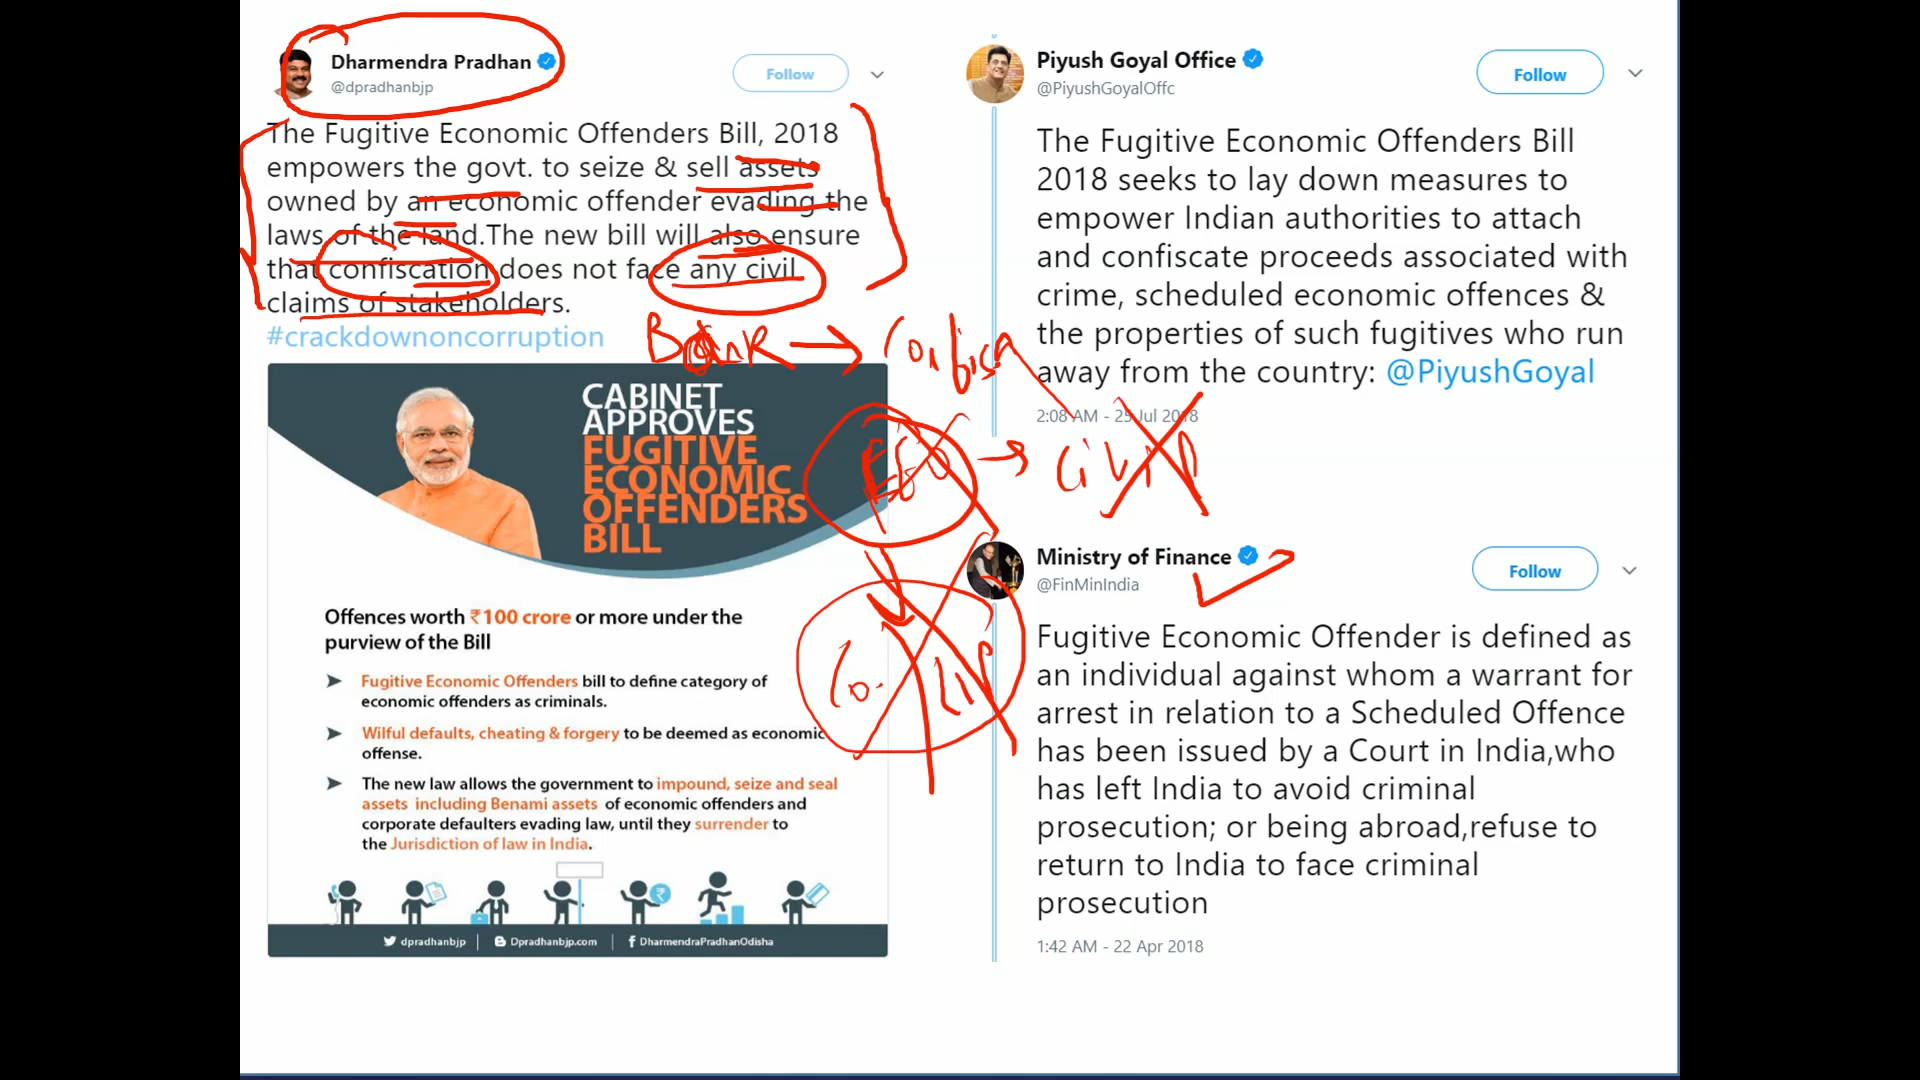 Dharmendra Pradhan
@dpradhanbjp
Follow
The Fugitive Economic Offenders Bill, 2018
empowers the govt. to seize & sell assets
owned by an economic offender evading the
laws of the land.The new bill will also ensure
that confiscation does not face any civil
claims of stakeholders.
#crackdownoncorruption
CABINET
APPROVES
FUGITIVE
ECONOMIC
OFFENDERS
BILL
Offences worth ₹100 crore or more under the
purview of the Bill
Fugitive Economic Offenders bill to define category of
economic offenders as criminals.
Wilful defaults, cheating & forgery to be deemed as economic
offense.
The new law allows the government to impound, seize and seal
assets including Benami assets of economic offenders and
corporate defaulters evading law, until they surrender to
the Jurisdiction of law in India.
dpradhanbjp
Dpradhanbjp.com
DharmendraPradhanOdisha
Bank
Piyush Goyal Office
@PiyushGoyalOffc
Follow
The Fugitive Economic Offenders Bill
2018 seeks to lay down measures to
empower Indian authorities to attach
and confiscate proceeds associated with
crime, scheduled economic offences &
the properties of such fugitives who run
away from the country: @PiyushGoyal
2:08 AM - 25 Jul 2018
Ministry of Finance
@FinMinIndia
Follow
Fugitive Economic Offender is defined as
an individual against whom a warrant for
arrest in relation to a Scheduled Offence
has been issued by a Court in India,who
has left India to avoid criminal
prosecution; or being abroad,refuse to
return to India to face criminal
prosecution
1:42 AM - 22 Apr 2018